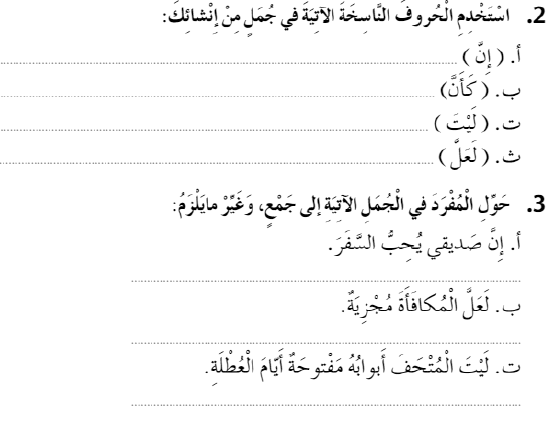 2. اسْتَخْدِمِ الْحُروفَ النَّاسِخَةَ الآتِيَةَ في جُمَلٍ مِنْ إِنْشائِكَ:
أ. ( إِنَّ ) ........................
ب. ( كَأَنَّ) ........................
ت. ( لَيْتَ ) ........................
ث. ( لَعَلَّ ) ........................
3. حَوِّلِ الْمُفْرَدَ في الْجُمَلِ الآتِيَةِ إلى جَمْعٍ، وَغَيِّرْ مايَلْزَمُ:
أ. إِنَّ صَديقي يُحِبُّ السَّفَرَ.
........................
ب. لَعَلَّ الْمُكافَأَةَ مُجْزِيَةٌ.
........................
ت. لَيْتَ الْمُتْحَفَ أَبوابُهُ مَفْتوحَةٌ أَيّامَ الْعُطْلَةِ.
........................